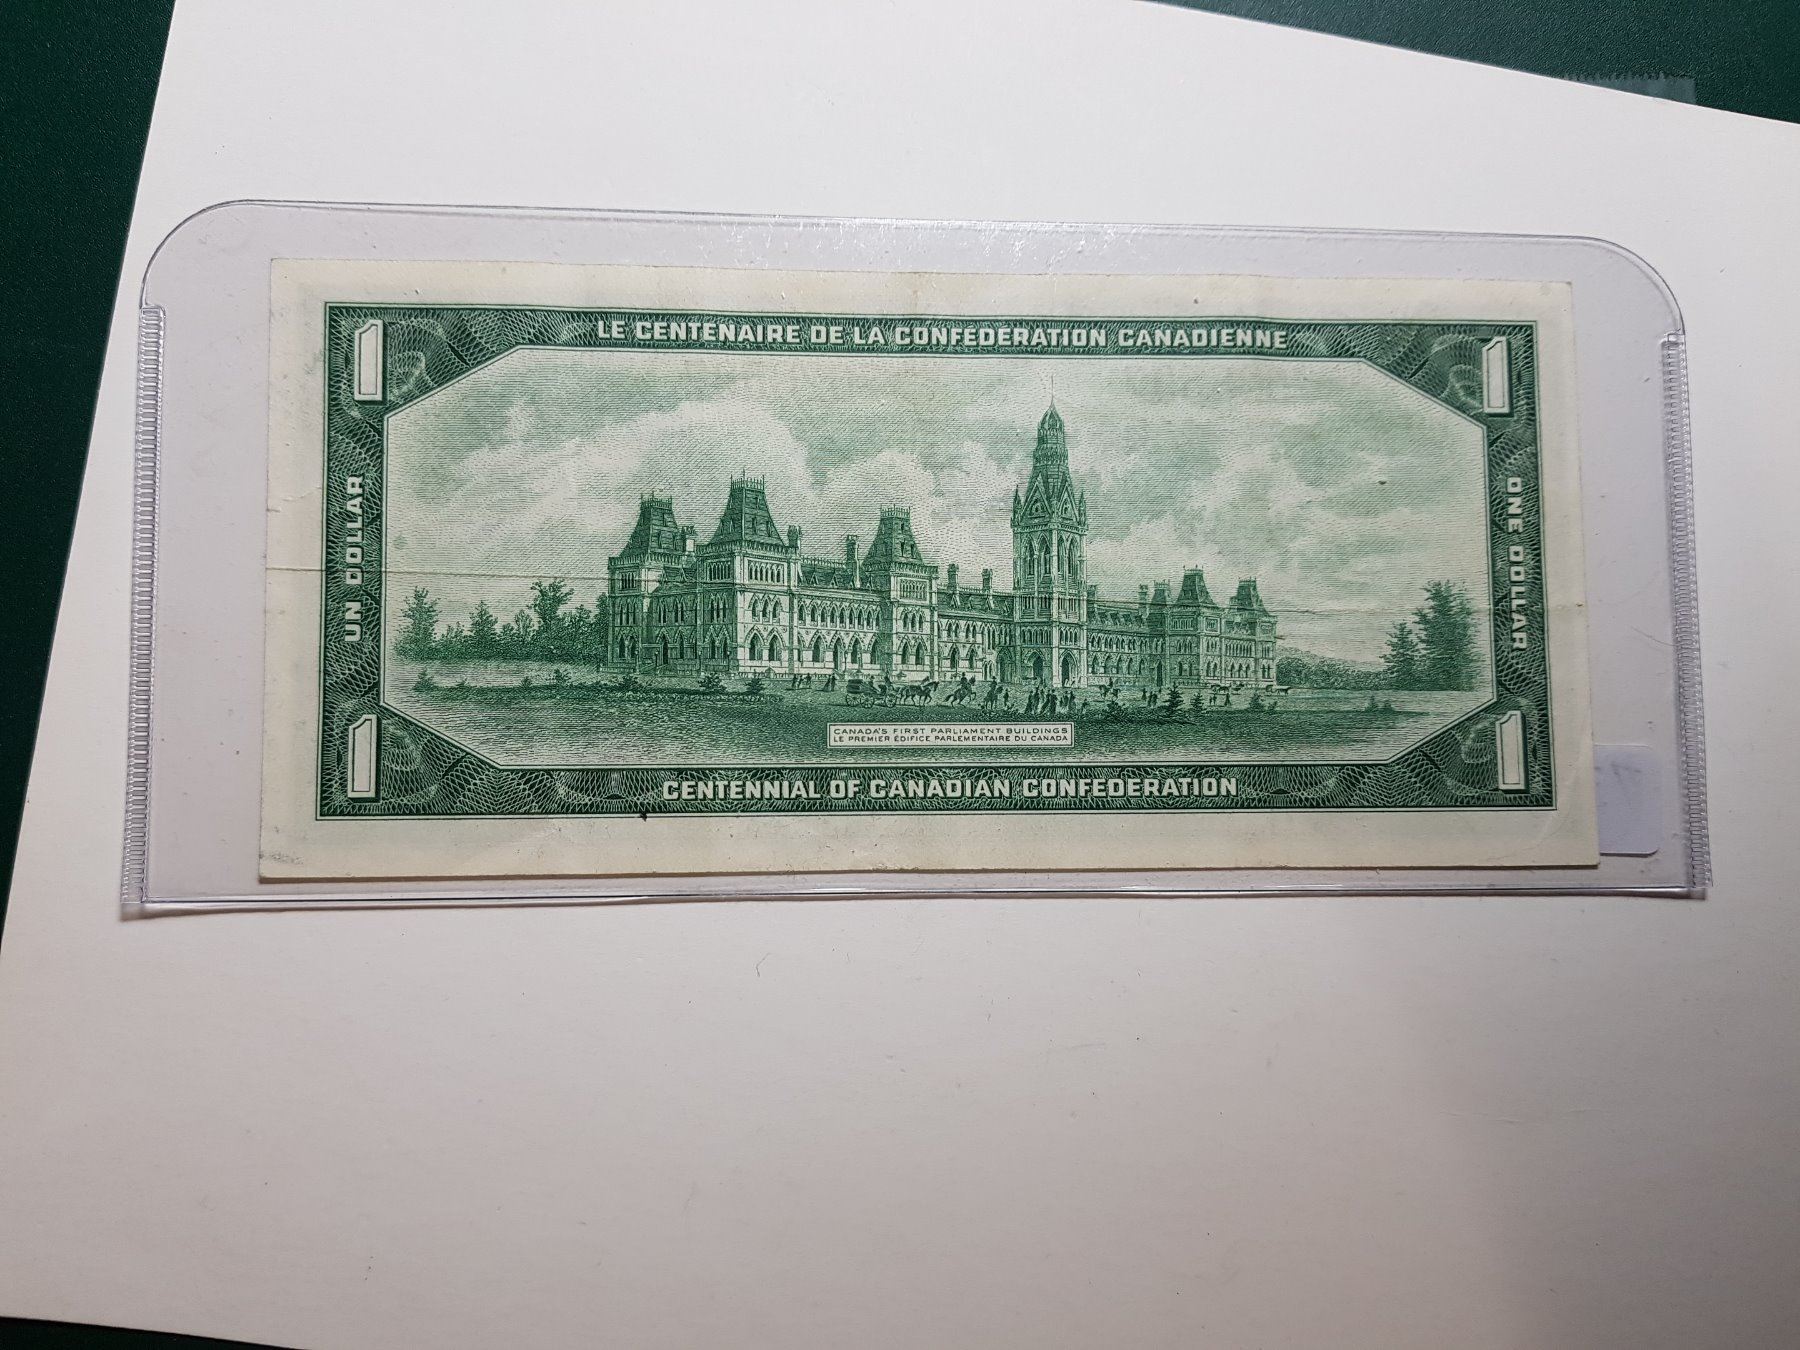 1
LE CENTENAIRE DE LA CONFÉDÉRATION CANADIENNE
1
UN DOLLAR
ONE DOLLAR
CANADA'S FIRST PARLIAMENT BUILDINGS
LE PREMIER ÉDIFICE PARLEMENTAIRE DU CANADA
1
CENTENNIAL OF CANADIAN CONFEDERATION
1